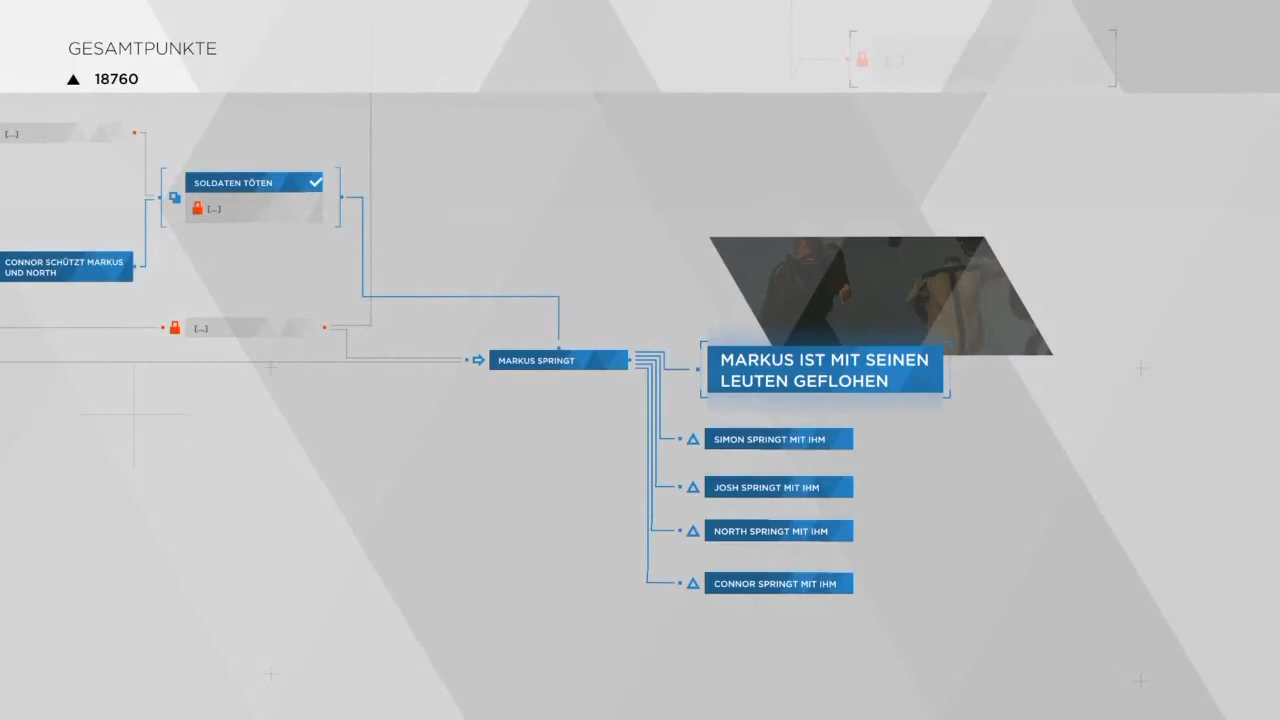 GESAMTPUNKTE
18760
[...]
[...]
SOLDATEN TÖTEN
[...]
CONNOR SCHÜTZT MARKUS
UND NORTH
[...]
MARKUS SPRINGT
MARKUS IST MIT SEINEN
LEUTEN GEFLOHEN
SIMON SPRINGT MIT IHM
JOSH SPRINGT MIT IHM
NORTH SPRINGT MIT IHM
CONNOR SPRINGT MIT IHM